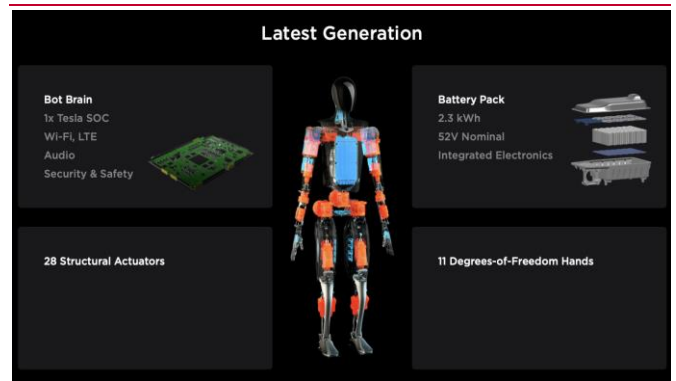 Latest Generation
Bot Brain
1x Tesla SOC
Wi-Fi, LTE
Audio
Security & Safety
Battery Pack
2.3 kWh
52V Nominal
Integrated Electronics
28 Structural Actuators
11 Degrees-of-Freedom Hands